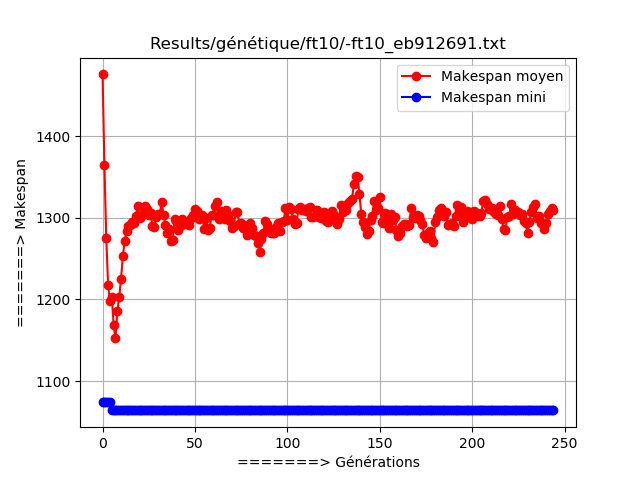 Results/génétique/ft10/-ft10_eb912691.txt
Makespan moyen
Makespan mini
1400
1300
1200
1100
=======> Makespan
0 50 100 150 200 250
=======> Générations